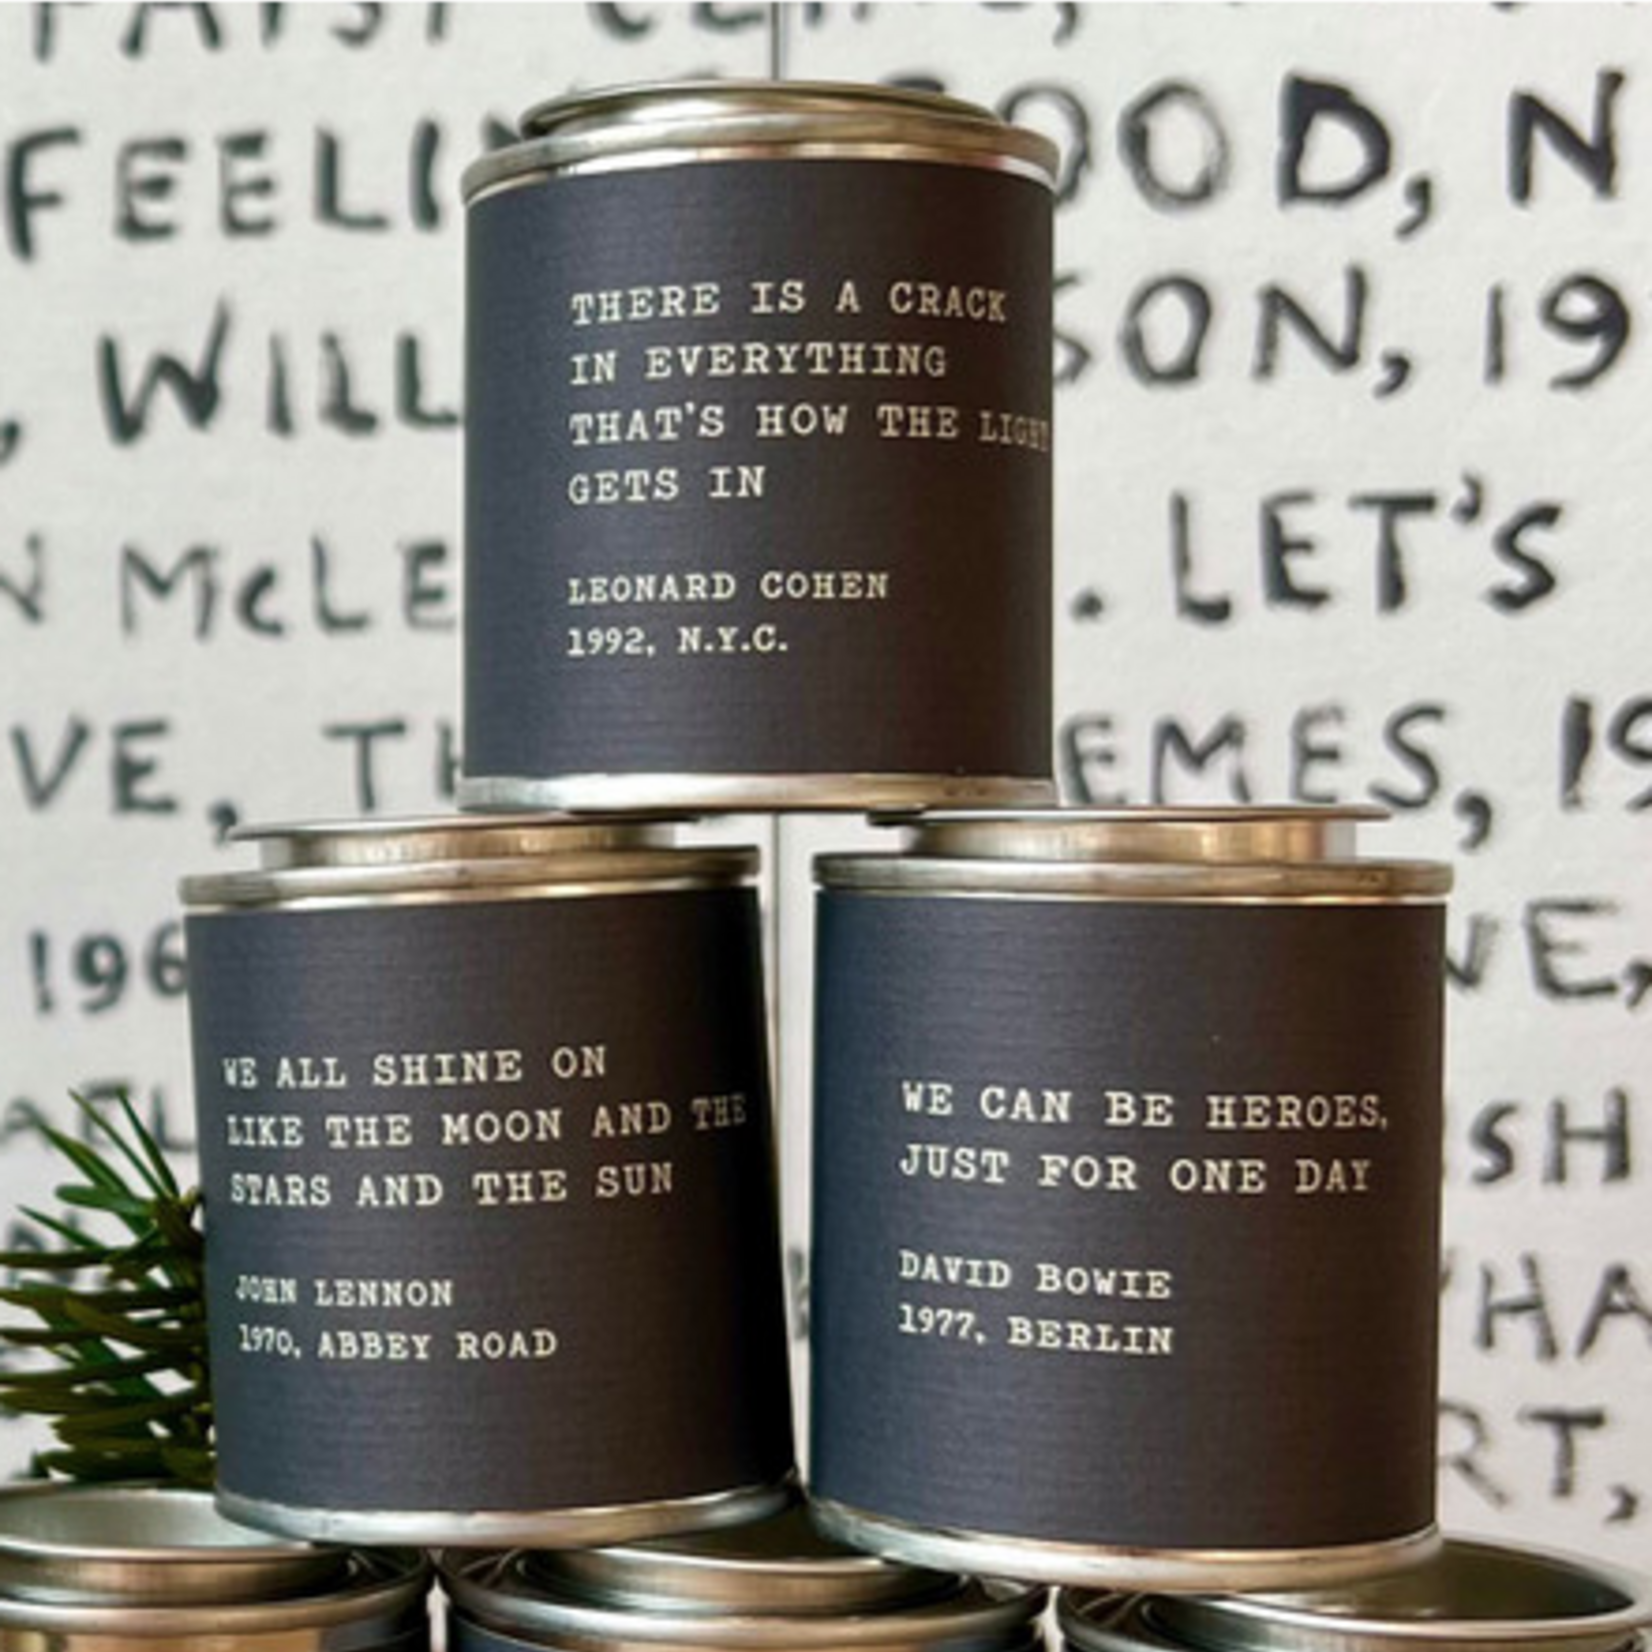 FEELIN
OOD, N
, WILL
SON, 19
THERE IS A CRACK
IN EVERYTHING
THAT'S HOW THE LIGHT
GETS IN
LEONARD COHEN
1992, N.Y.C.
N McLE
. LET'S
VE, TH
EMES, 19
196
NE,
WE ALL SHINE ON
LIKE THE MOON AND THE
STARS AND THE SUN
JOHN LENNON
1970, ABBEY ROAD
WE CAN BE HEROES,
JUST FOR ONE DAY
DAVID BOWIE
1977, BERLIN
SH
HA
RT,